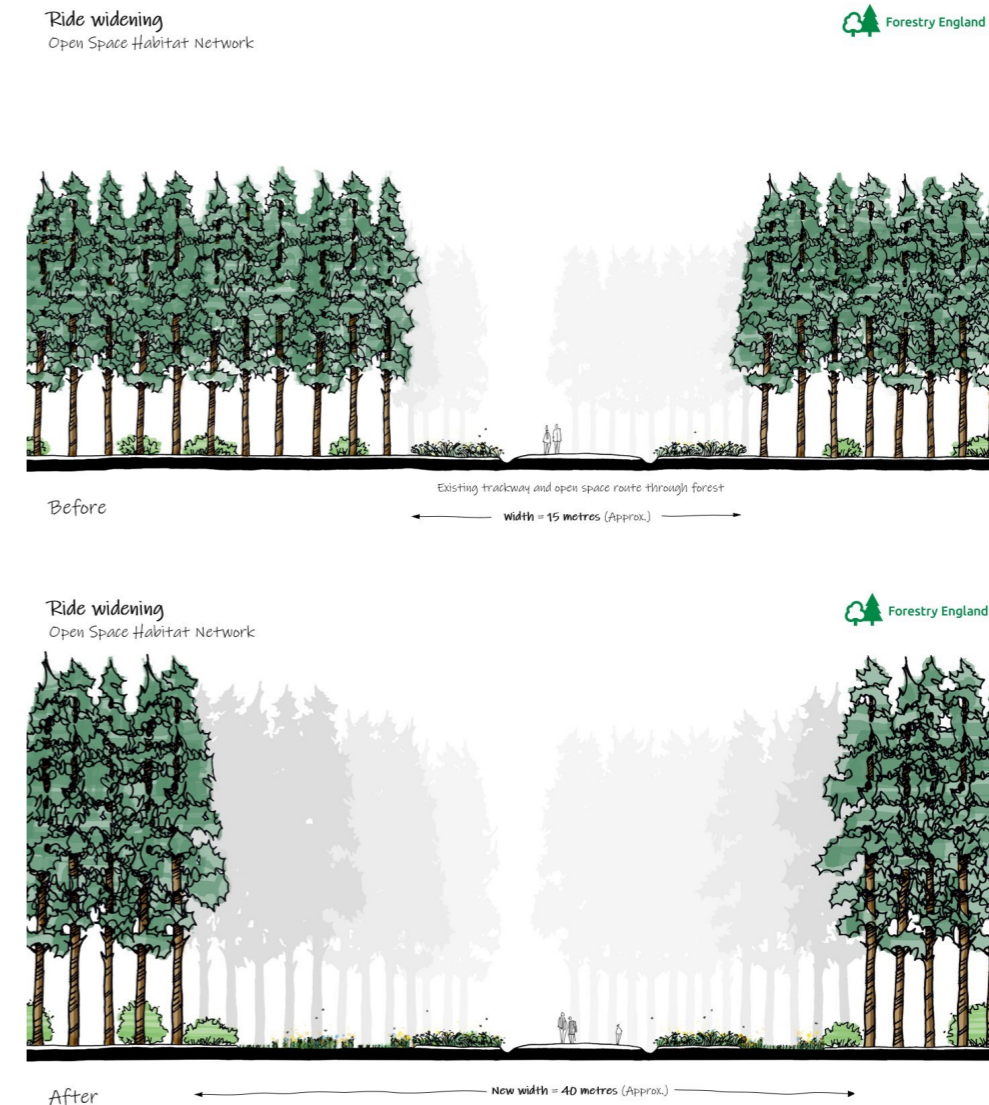 Ride widening
Open Space Habitat Network
Forestry England
Existing trackway and open space route through forest
Before
Width = 15 metres (Approx.)
Ride widening
Open Space Habitat Network
Forestry England
New width = 40 metres (Approx.)
After